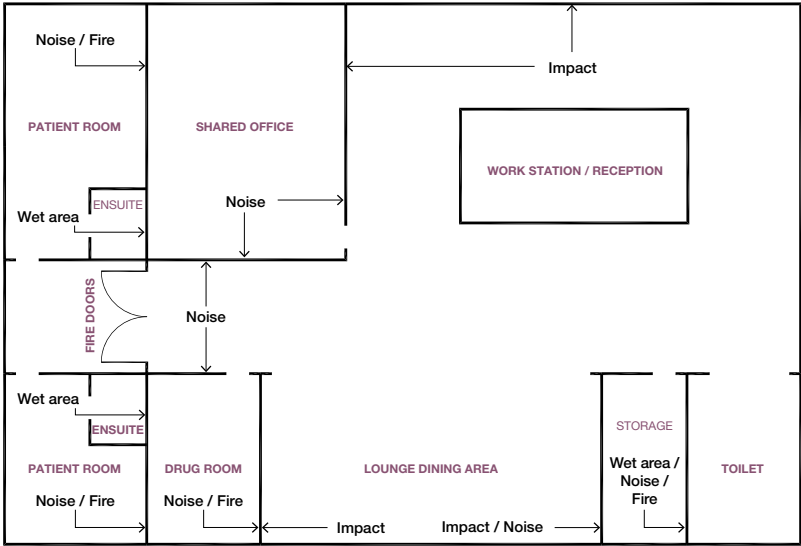 Noise / Fire
Impact
PATIENT ROOM
SHARED OFFICE
WORK STATION / RECEPTION
ENSUITE
Noise
Wet area
FIRE DOORS
Noise
Wet area
ENSUITE
STORAGE
PATIENT ROOM
DRUG ROOM
LOUNGE DINING AREA
Wet area /
Noise /
Fire
TOILET
Noise / Fire
Noise / Fire
Impact
Impact / Noise